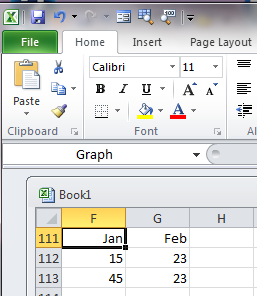 File Home Insert Page Layout
Calibri 11 A A
Paste B I U A
Clipboard Font Al
Graph
Book1
F G H
111 Jan Feb
112 15 23
113 45 23